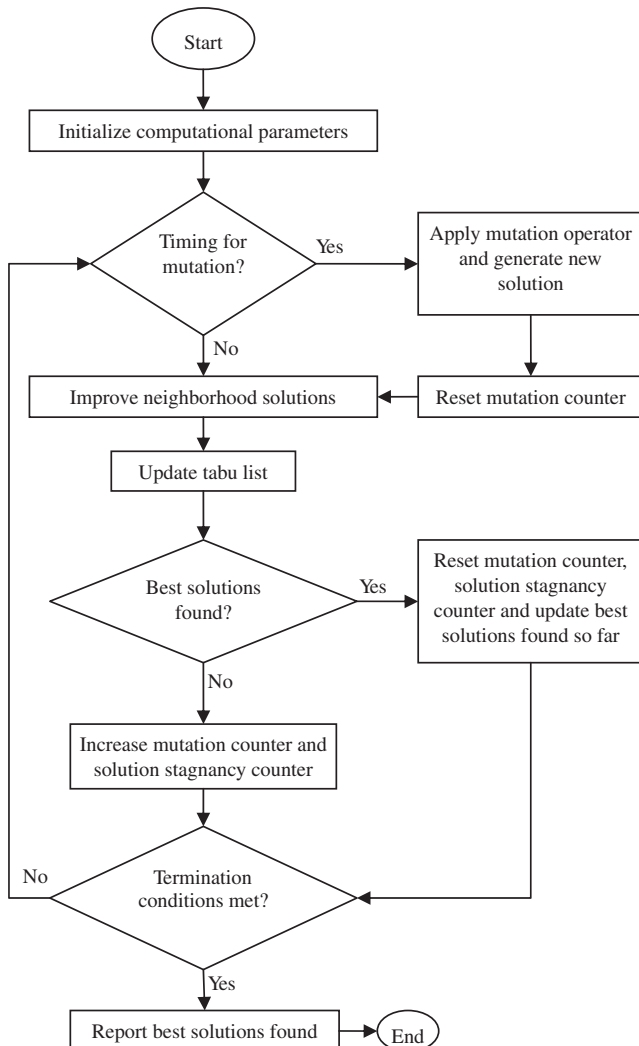 Start
Initialize computational parameters
Timing for
mutation?
Yes
Apply mutation operator
and generate new
solution
No
Improve neighborhood solutions
Reset mutation counter
Update tabu list
Best solutions
found?
Yes
Reset mutation counter,
solution stagnancy
counter and update best
solutions found so far
No
Increase mutation counter and
solution stagnancy counter
No
Termination
conditions met?
Yes
Report best solutions found
End